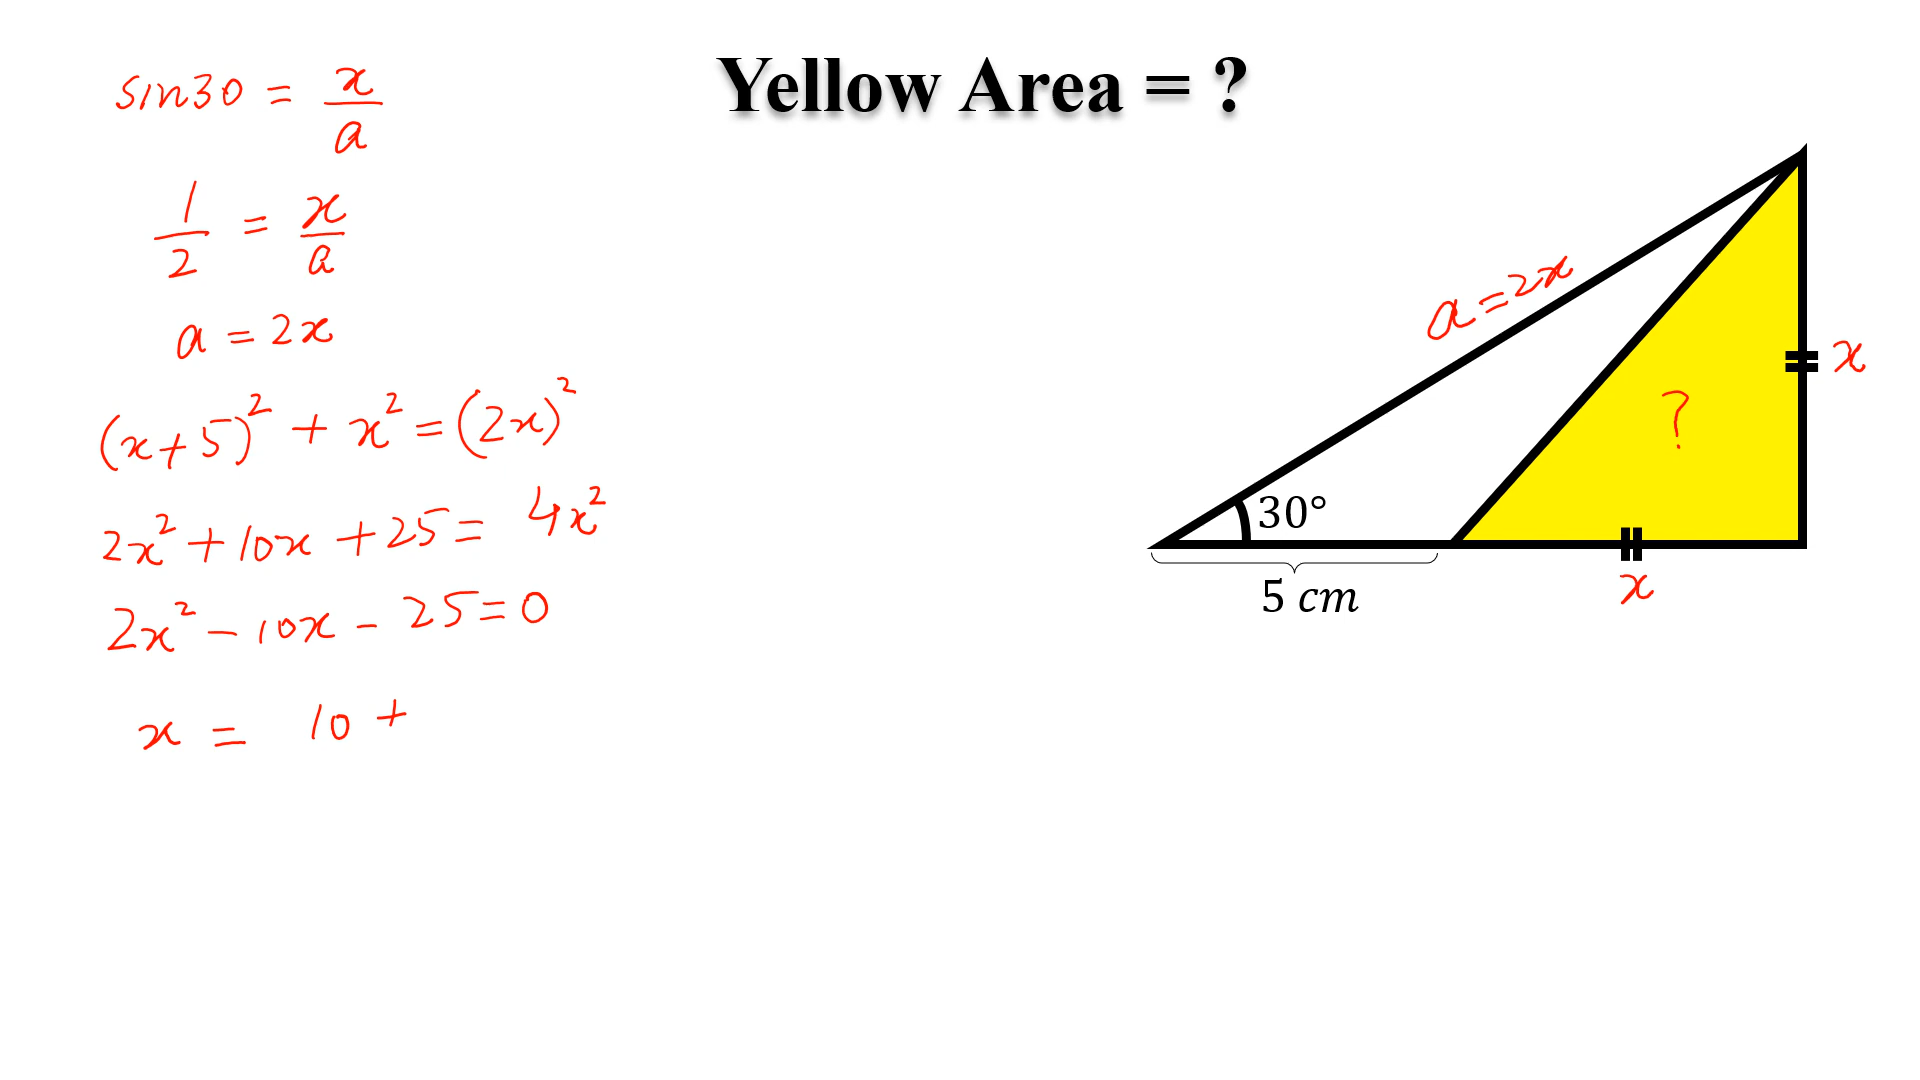 Yellow Area = ?
sin30 = x/a
1/2 = x/a
a = 2x
(x+5)² + x² = (2x)²
2x² + 10x + 25 = 4x²
2x² - 10x - 25 = 0
x = 10 +
a = 2x
x
?
30°
5 cm
x